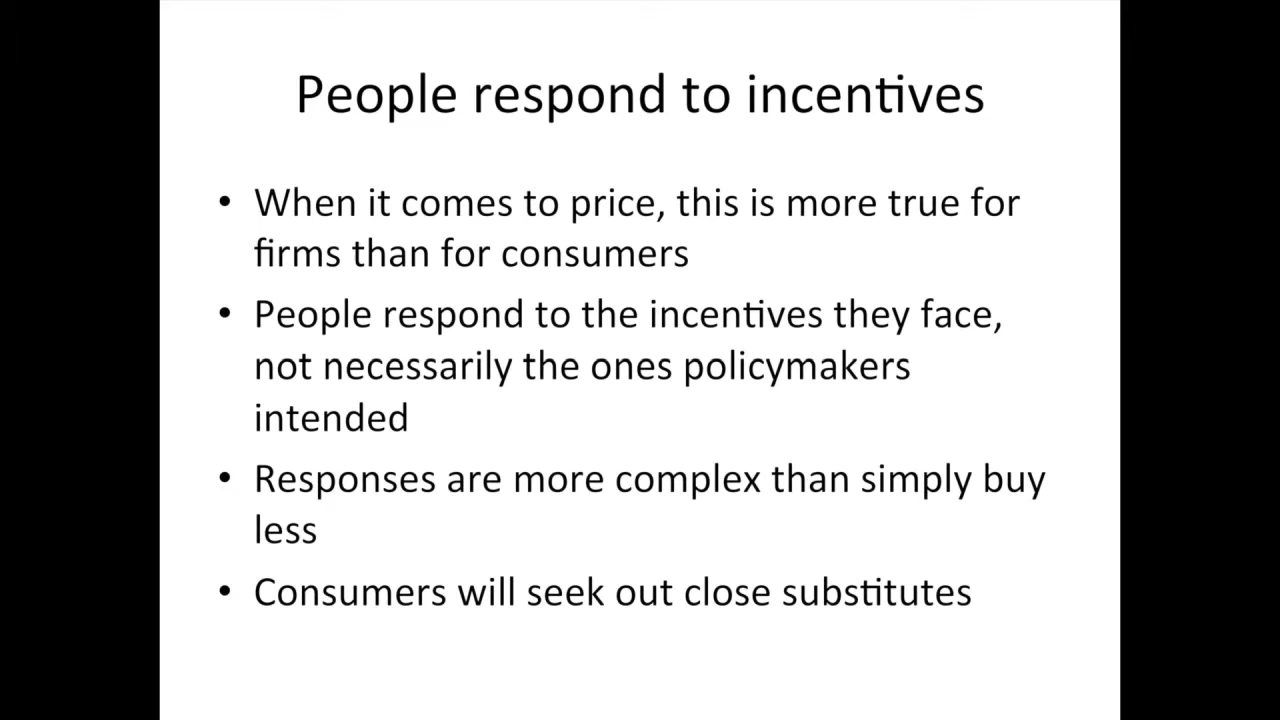 People respond to incentives
• When it comes to price, this is more true for
firms than for consumers
• People respond to the incentives they face,
not necessarily the ones policymakers
intended
• Responses are more complex than simply buy
less
• Consumers will seek out close substitutes